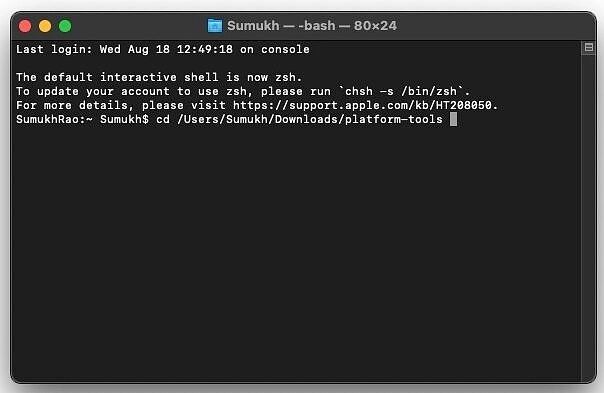 Sumukh — -bash — 80×24
Last login: Wed Aug 18 12:49:18 on console
The default interactive shell is now zsh.
To update your account to use zsh, please run `chsh -s /bin/zsh`.
For more details, please visit https://support.apple.com/kb/HT208050.
SumukhRao:~ Sumukh$ cd /Users/Sumukh/Downloads/platform-tools